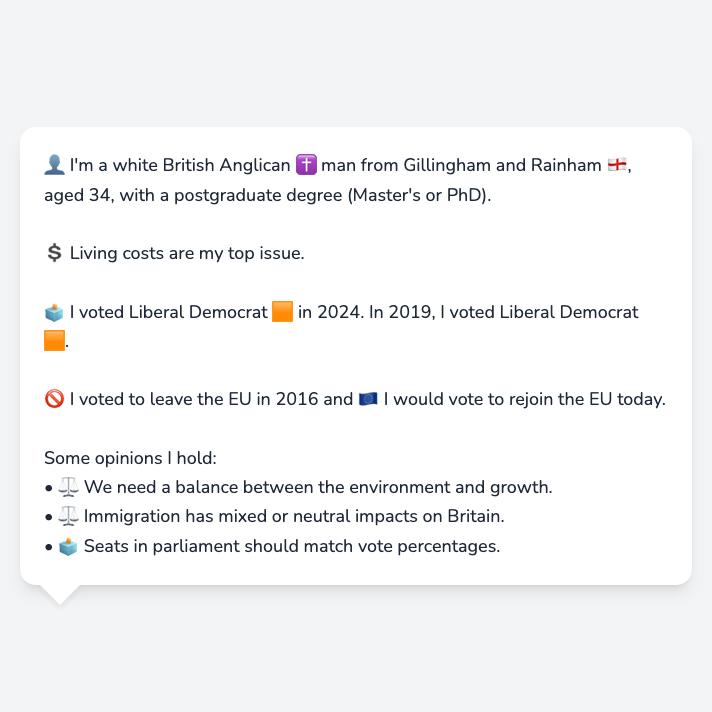 👤 I'm a white British Anglican ✝️ man from Gillingham and Rainham 🏴󠁧󠁢󠁥󠁮󠁧󠁿,
aged 34, with a postgraduate degree (Master's or PhD).
💲 Living costs are my top issue.
🗳️ I voted Liberal Democrat 🟧 in 2024. In 2019, I voted Liberal Democrat
🟧.
🚫 I voted to leave the EU in 2016 and 🇪🇺 I would vote to rejoin the EU today.
Some opinions I hold:
• ⚖️ We need a balance between the environment and growth.
• ⚖️ Immigration has mixed or neutral impacts on Britain.
• 🗳️ Seats in parliament should match vote percentages.